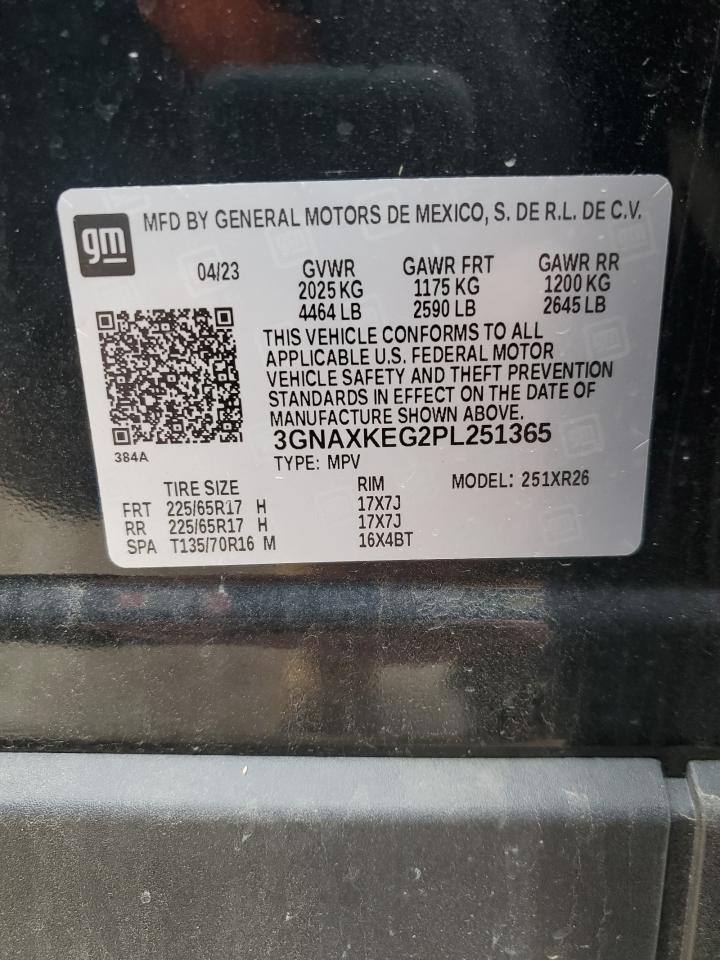 gm
MFD BY GENERAL MOTORS DE MEXICO, S. DE R.L. DE C.V.
04/23 GVWR GAWR FRT GAWR RR
2025 KG 1175 KG 1200 KG
4464 LB 2590 LB 2645 LB
THIS VEHICLE CONFORMS TO ALL
APPLICABLE U.S. FEDERAL MOTOR
VEHICLE SAFETY AND THEFT PREVENTION
STANDARDS IN EFFECT ON THE DATE OF
MANUFACTURE SHOWN ABOVE.
3GNAXKEG2PL251365
384A
TYPE: MPV
TIRE SIZE RIM MODEL: 251XR26
FRT 225/65R17 H 17X7J
RR 225/65R17 H 17X7J
SPA T135/70R16 M 16X4BT